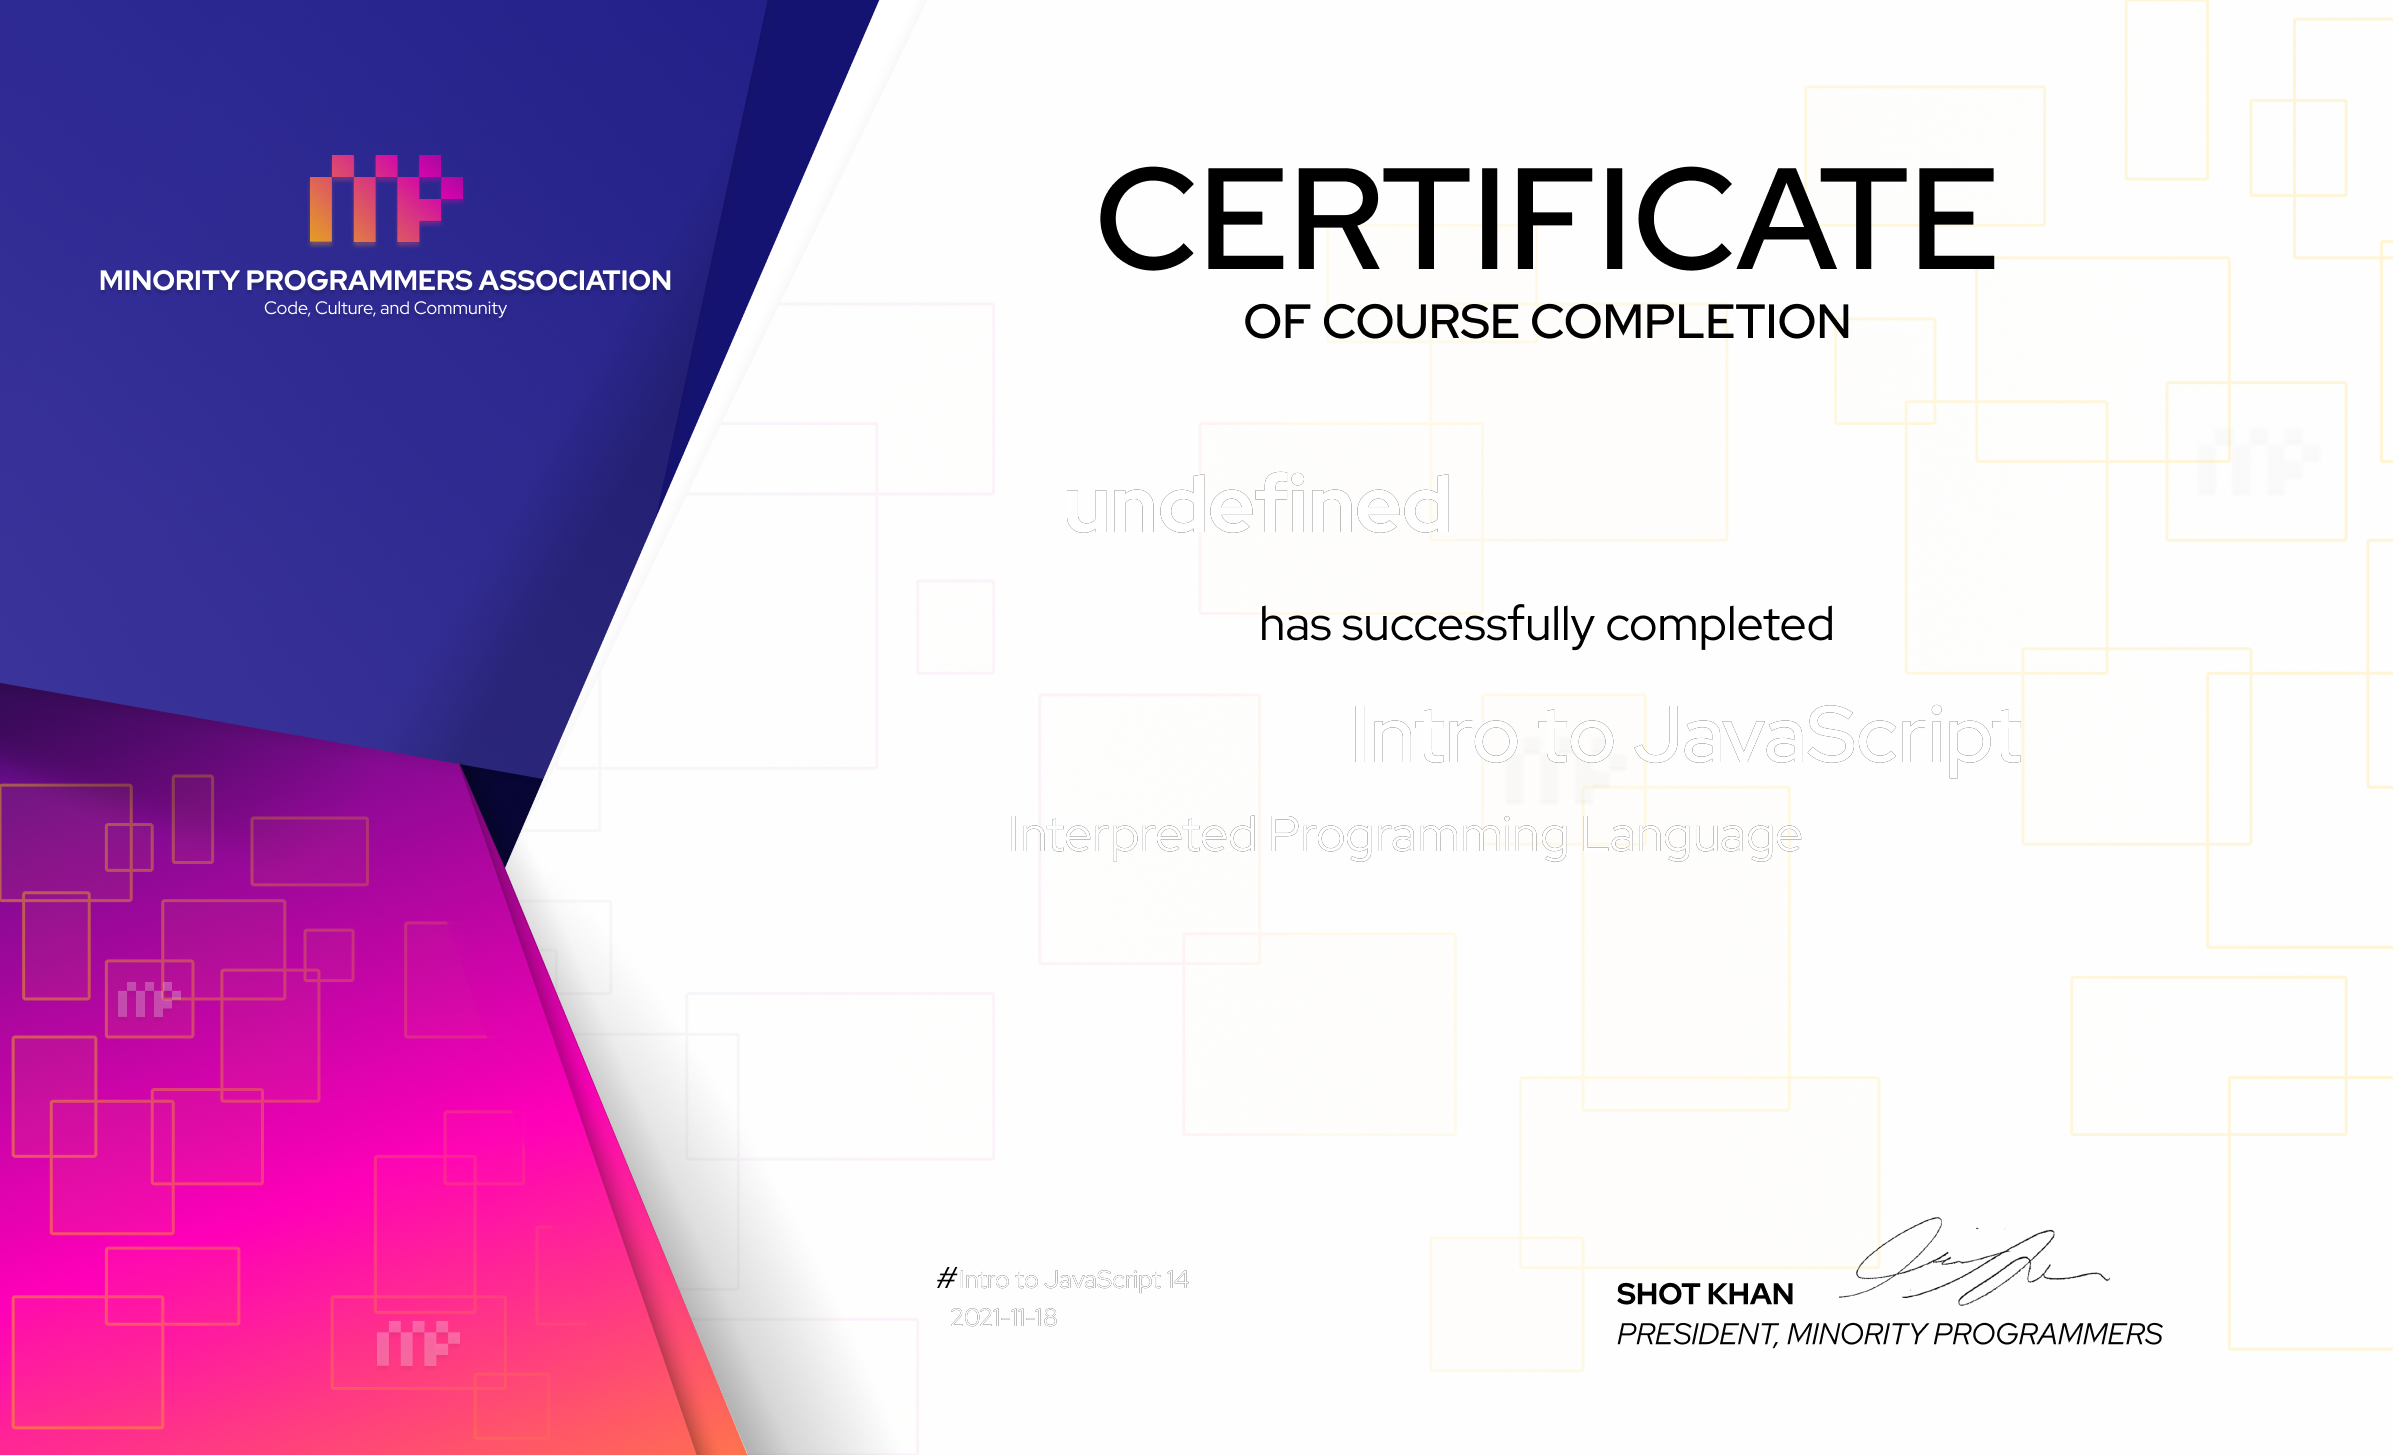 MINORITY PROGRAMMERS ASSOCIATION
Code, Culture, and Community
CERTIFICATE
OF COURSE COMPLETION
undefined
has successfully completed
Intro to JavaScript
Interpreted Programming Language
#Intro to JavaScript 14
2021-11-18
SHOT KHAN
PRESIDENT, MINORITY PROGRAMMERS